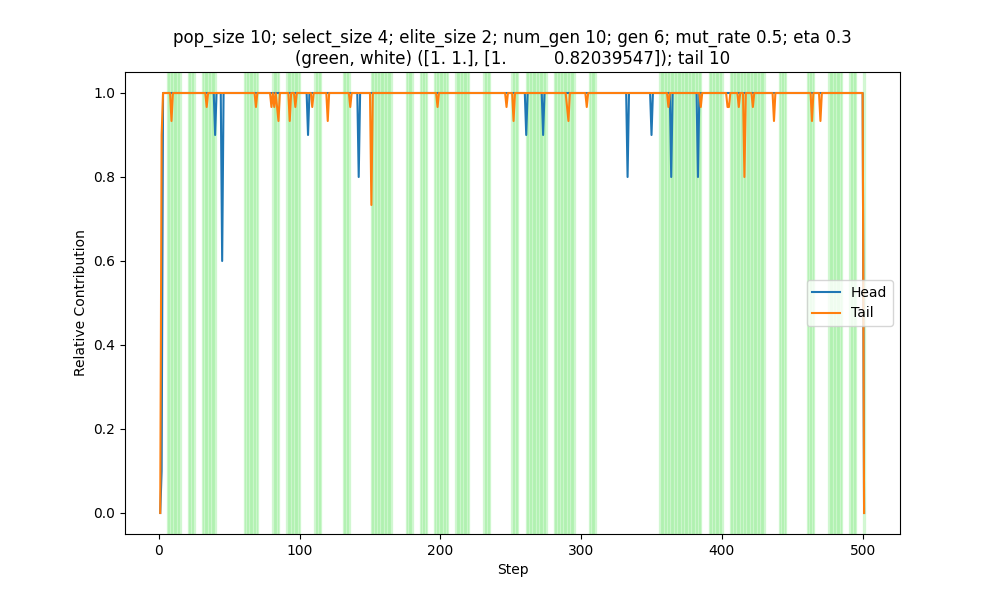 pop_size 10; select_size 4; elite_size 2; num_gen 10; gen 6; mut_rate 0.5; eta 0.3
(green, white) ([1. 1.], [1.          0.82039547]); tail 10
1.0
0.8
0.6
0.4
0.2
0.0
Relative Contribution
Head
Tail
0
100
200
300
400
500
Step